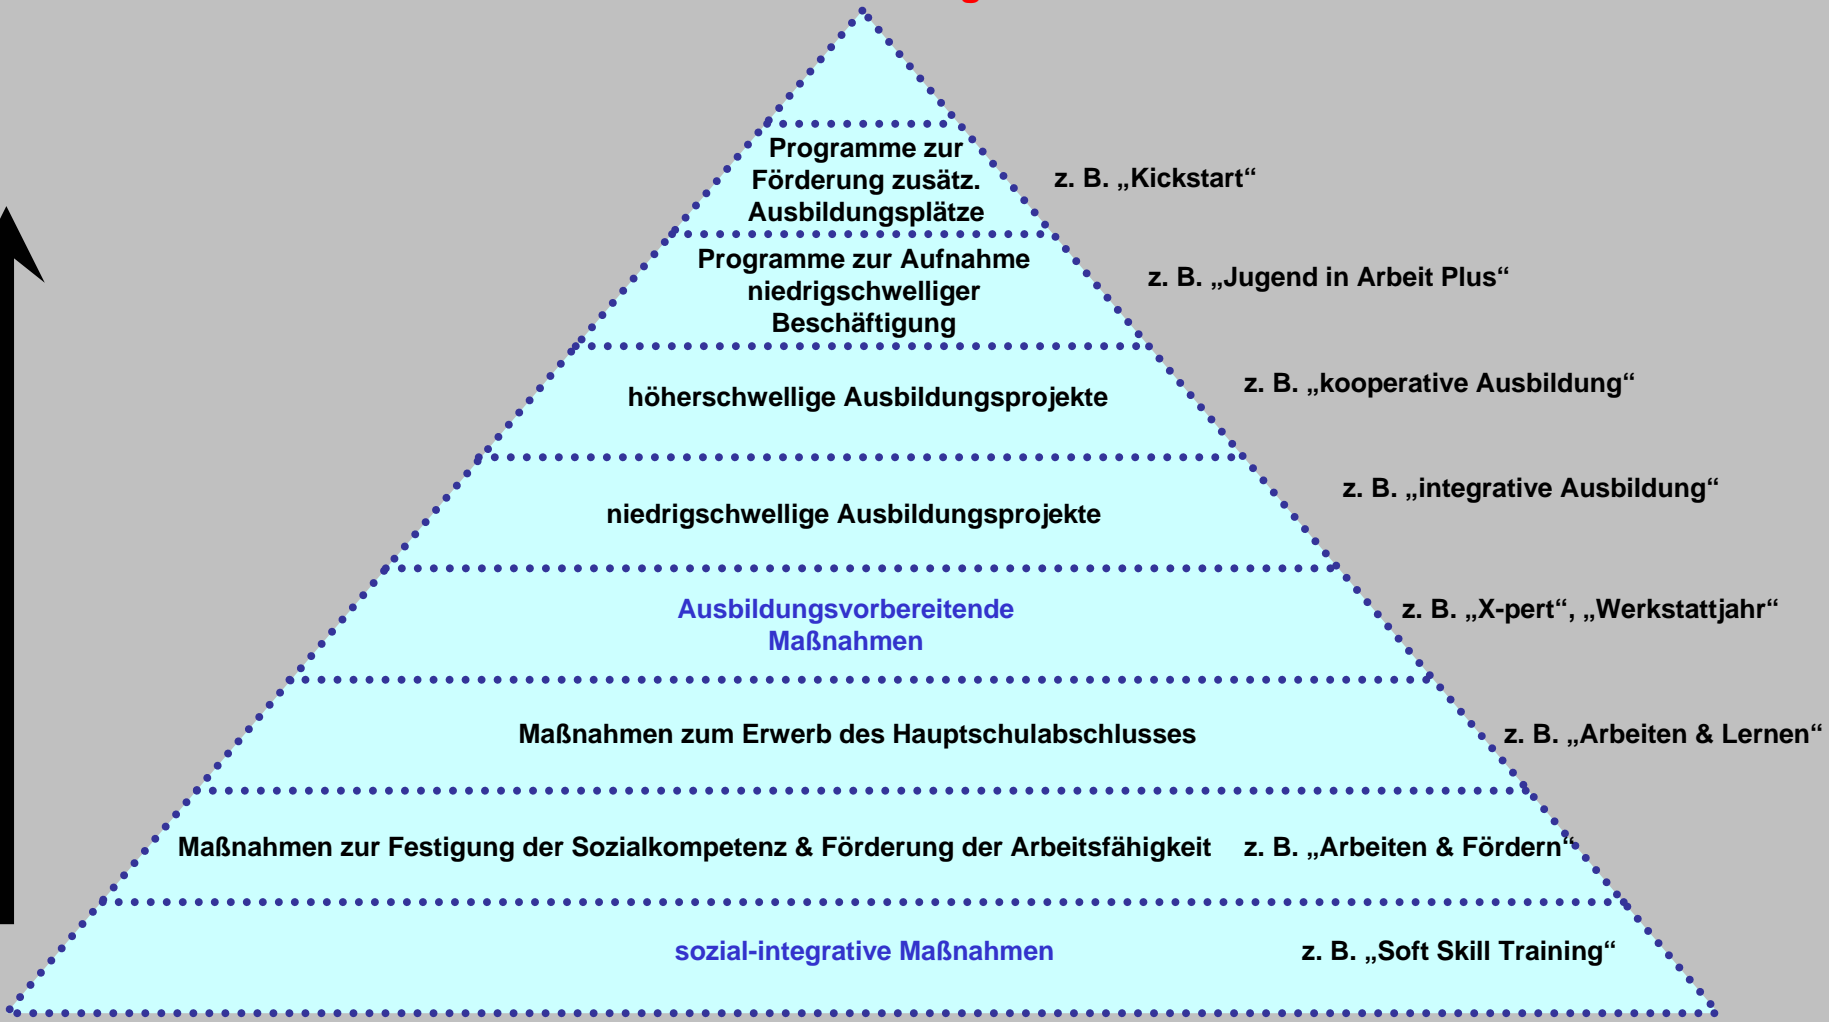 Programme zur
Förderung zusätz.
Ausbildungsplätze
z. B. „Kickstart“
Programme zur Aufnahme
niedrigschwelliger
Beschäftigung
z. B. „Jugend in Arbeit Plus“
höherschwellige Ausbildungsprojekte
z. B. „kooperative Ausbildung“
niedrigschwellige Ausbildungsprojekte
z. B. „integrative Ausbildung“
Ausbildungsvorbereitende
Maßnahmen
z. B. „X-pert“, „Werkstattjahr“
Maßnahmen zum Erwerb des Hauptschulabschlusses
z. B. „Arbeiten & Lernen“
Maßnahmen zur Festigung der Sozialkompetenz & Förderung der Arbeitsfähigkeit z. B. „Arbeiten & Fördern“
sozial-integrative Maßnahmen z. B. „Soft Skill Training“